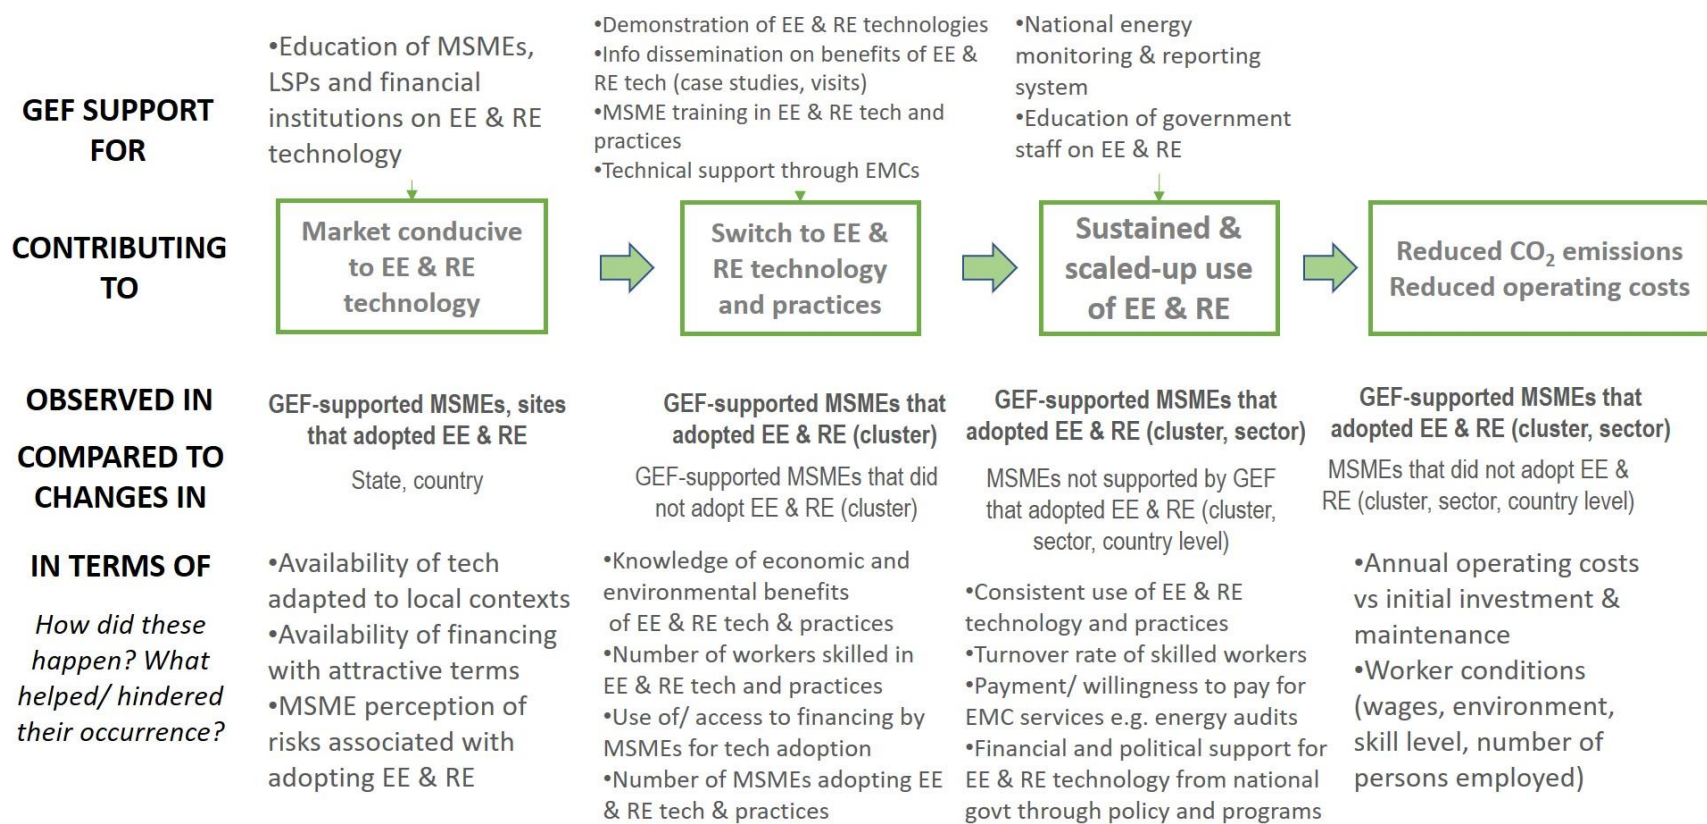 GEF SUPPORT
FOR
•Education of MSMEs,
LSPs and financial
institutions on EE & RE
technology
•Demonstration of EE & RE technologies
•Info dissemination on benefits of EE &
RE tech (case studies, visits)
•MSME training in EE & RE tech and
practices
•Technical support through EMCs
•National energy
monitoring & reporting
system
•Education of government
staff on EE & RE
CONTRIBUTING
TO
Market conducive
to EE & RE
technology
Switch to EE &
RE technology
and practices
Sustained &
scaled-up use
of EE & RE
Reduced CO₂ emissions
Reduced operating costs
OBSERVED IN
GEF-supported MSMEs, sites
that adopted EE & RE
GEF-supported MSMEs that
adopted EE & RE (cluster)
GEF-supported MSMEs that
adopted EE & RE (cluster, sector)
GEF-supported MSMEs that
adopted EE & RE (cluster, sector)
COMPARED TO
CHANGES IN
State, country
GEF-supported MSMEs that did
not adopt EE & RE (cluster)
MSMEs not supported by GEF
that adopted EE & RE (cluster,
sector, country level)
MSMEs that did not adopt EE &
RE (cluster, sector, country level)
IN TERMS OF
How did these
happen? What
helped/ hindered
their occurrence?
•Availability of tech
adapted to local contexts
•Availability of financing
with attractive terms
•MSME perception of
risks associated with
adopting EE & RE
•Knowledge of economic and
environmental benefits
of EE & RE tech & practices
•Number of workers skilled in
EE & RE tech and practices
•Use of/ access to financing by
MSMEs for tech adoption
•Number of MSMEs adopting EE
& RE tech & practices
•Consistent use of EE & RE
technology and practices
•Turnover rate of skilled workers
•Payment/ willingness to pay for
EMC services e.g. energy audits
•Financial and political support for
EE & RE technology from national
govt through policy and programs
•Annual operating costs
vs initial investment &
maintenance
•Worker conditions
(wages, environment,
skill level, number of
persons employed)